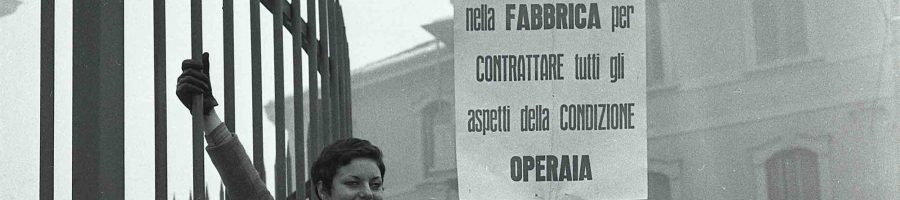 nella FABBRICA per
CONTRATTARE tutti gli
aspetti della CONDIZIONE
OPERAIA